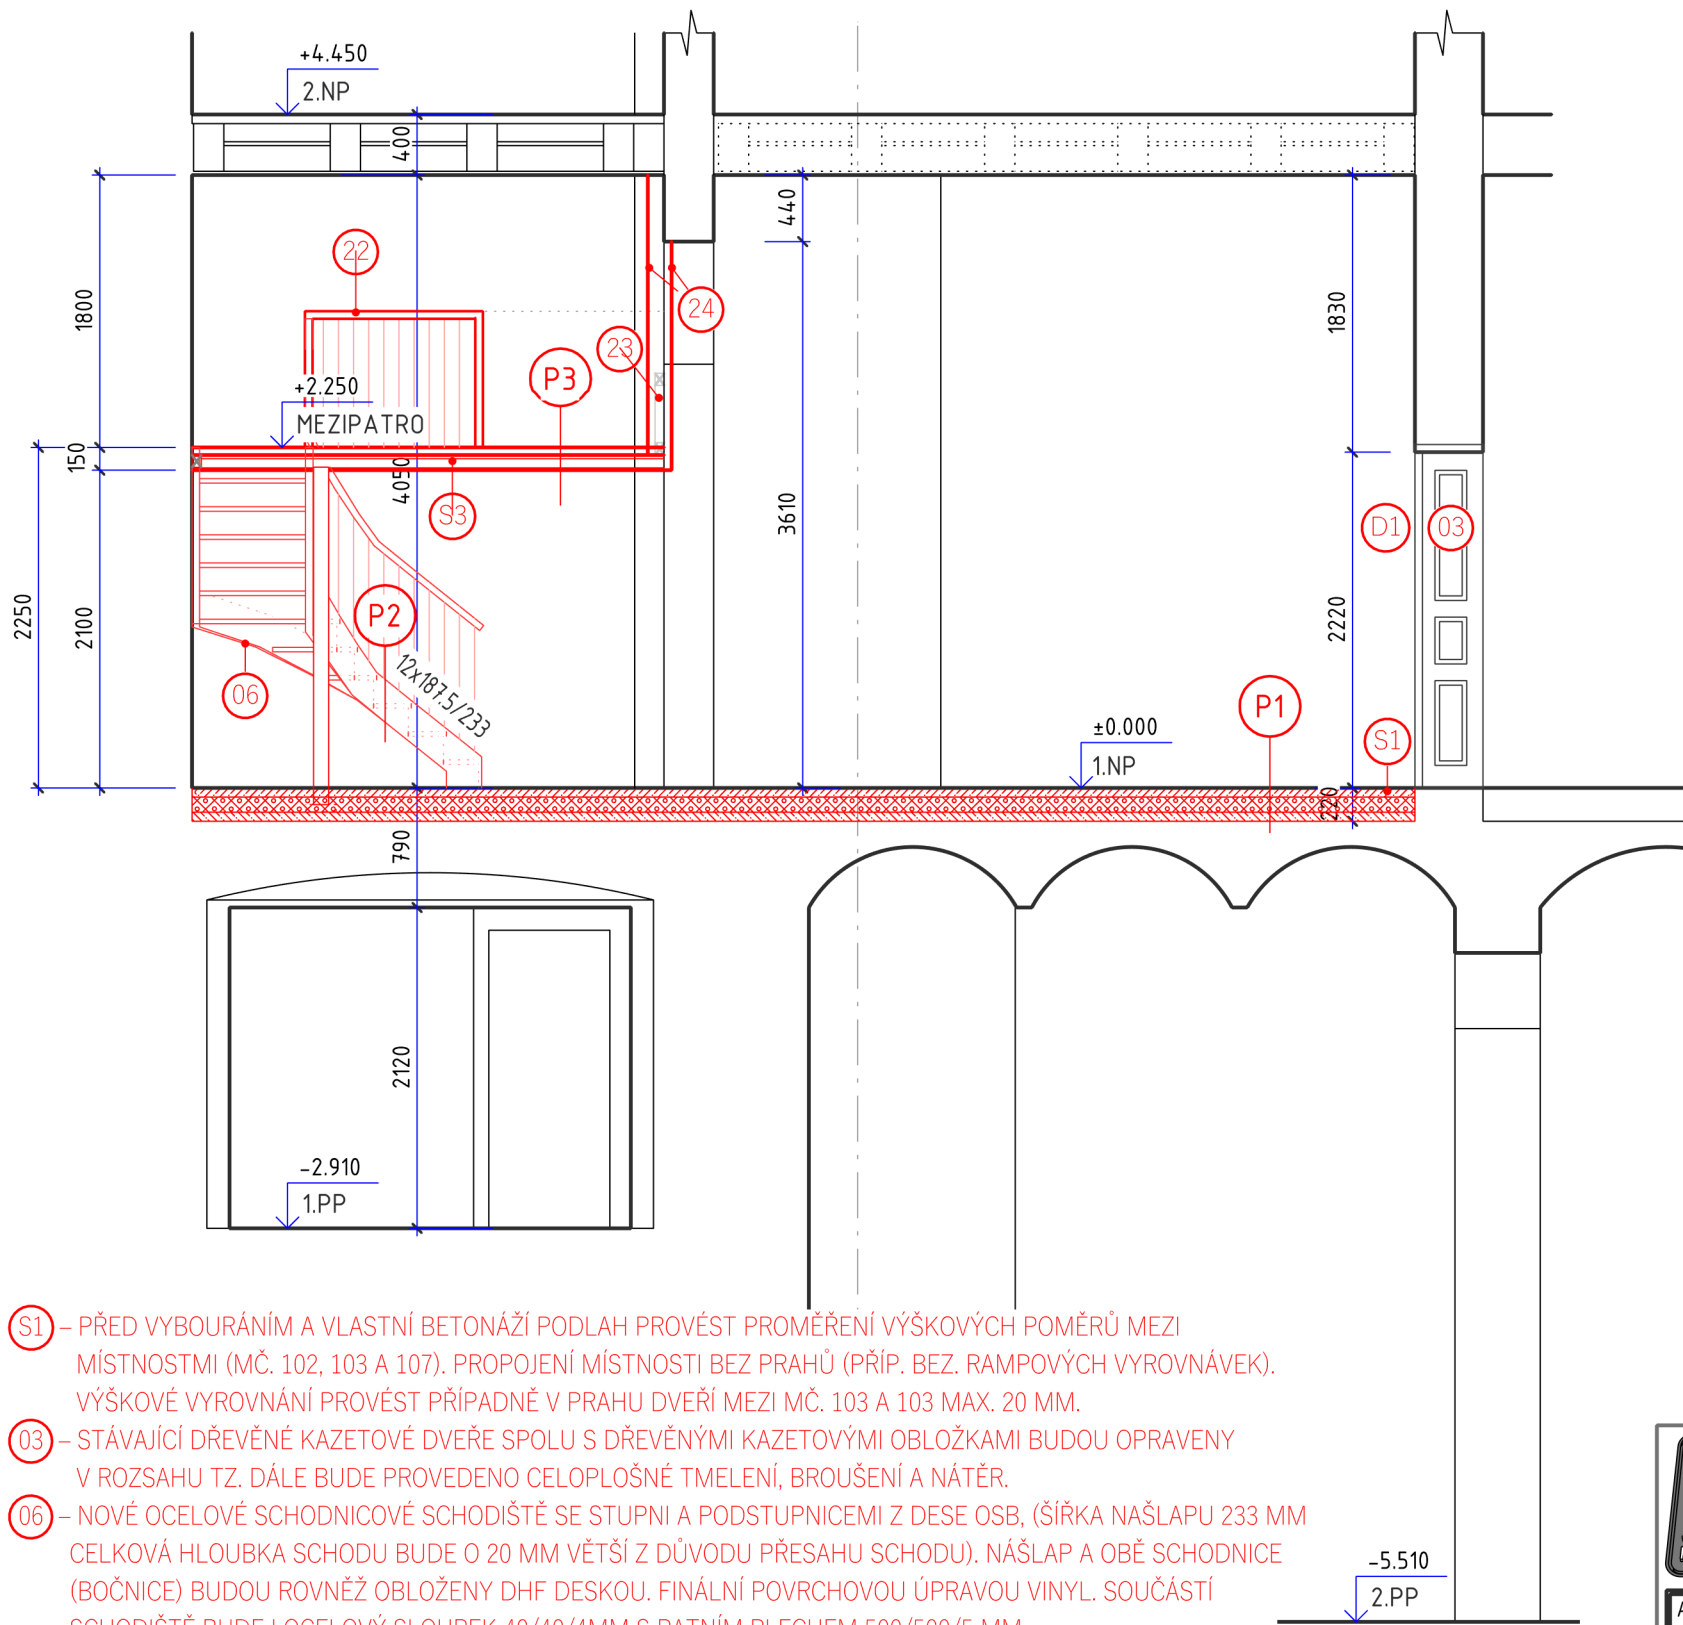 +4.450
2.NP
400
440
22
24
1800
1830
23
P3
+2.250
MEZIPATRO
150
4050
S3
3610
D1
03
2250
2100
P2
2220
06
12x187.5/233
P1
±0.000
1.NP
S1
220
790
2120
-2.910
1.PP
S1 – PŘED VYBOURÁNÍM A VLASTNÍ BETONÁŽÍ PODLAH PROVÉST PROMĚŘENÍ VÝŠKOVÝCH POMĚRŮ MEZI
MÍSTNOSTMI (MČ. 102, 103 A 107). PROPOJENÍ MÍSTNOSTI BEZ PRAHŮ (PŘÍP. BEZ. RAMPOVÝCH VYROVNÁVEK).
VÝŠKOVÉ VYROVNÁNÍ PROVÉST PŘÍPADNĚ V PRAHU DVEŘÍ MEZI MČ. 103 A 103 MAX. 20 MM.
03 – STÁVAJÍCÍ DŘEVĚNÉ KAZETOVÉ DVEŘE SPOLU S DŘEVĚNÝMI KAZETOVÝMI OBLOŽKAMI BUDOU OPRAVENY
V ROZSAHU TZ. DÁLE BUDE PROVEDENO CELOPLOŠNÉ TMELENÍ, BROUŠENÍ A NÁTĚR.
06 – NOVÉ OCELOVÉ SCHODNICOVÉ SCHODIŠTĚ SE STUPNI A PODSTUPNICEMI Z DESE OSB, (ŠÍŘKA NAŠLAPU 233 MM
CELKOVÁ HLOUBKA SCHODU BUDE O 20 MM VĚTŠÍ Z DŮVODU PŘESAHU SCHODU). NÁŠLAP A OBĚ SCHODNICE
(BOČNICE) BUDOU ROVNĚŽ OBLOŽENY DHF DESKOU. FINÁLNÍ POVRCHOVOU ÚPRAVOU VINYL. SOUČÁSTÍ
-5.510
2.PP